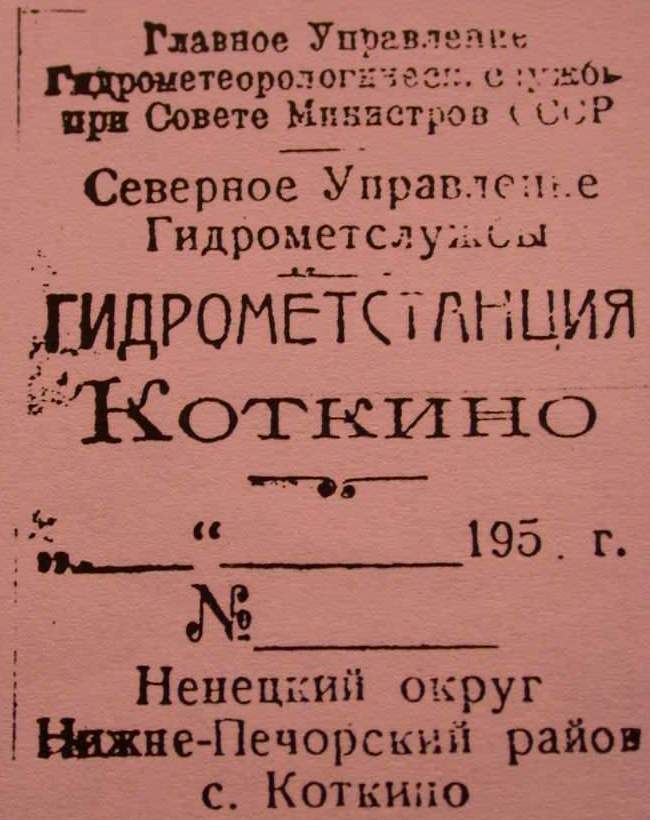 Главное Управление
Гидрометеорологическ. службы
при Совете Министров СССР
Северное Управление
Гидрометслужбы
ГИДРОМЕТСТАНЦИЯ
Коткино
„ “ 195 . г.
№
Ненецкий округ
Нижне-Печорский район
с. Коткино